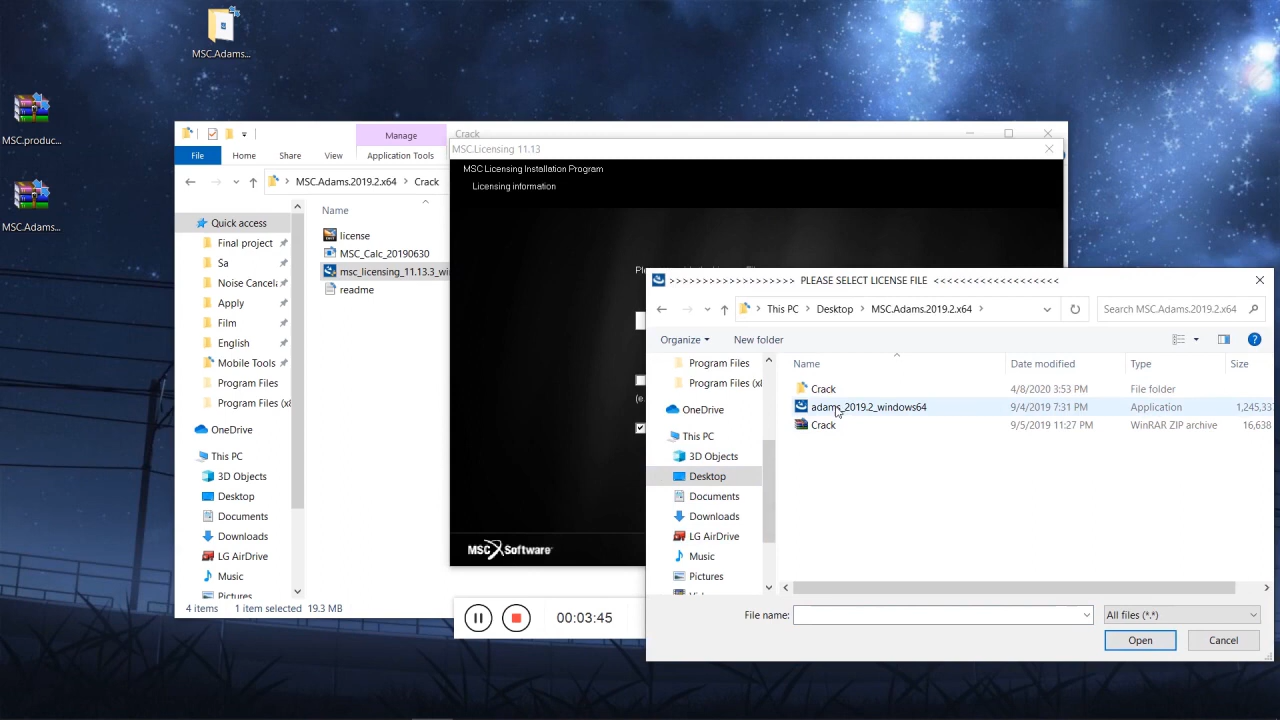 MSC.Adams...
MSC.produc...
MSC.Adams...
Manage
Crack
File
Home
Share
View
Application Tools
MSC.Adams.2019.2.x64
Crack
Name
Quick access
Final project
Sa
Noise Cancela
Apply
Film
English
Mobile Tools
Program Files
Program Files (x8
OneDrive
This PC
3D Objects
Desktop
Documents
Downloads
LG AirDrive
Music
Pictures
license
MSC_Calc_20190630
msc_licensing_11.13.3_wi
readme
4 items
1 item selected
19.3 MB
MSC.Licensing 11.13
MSC.Licensing Installation Program
Licensing information
(e.
MSC Software
00:03:45
>>>>>>>>>>>>>>>>>>> PLEASE SELECT LICENSE FILE <<<<<<<<<<<<<<<<<<<
This PC
Desktop
MSC.Adams.2019.2.x64
Search MSC.Adams.2019.2.x64
Organize
New folder
Program Files
Program Files (x8
OneDrive
This PC
3D Objects
Desktop
Documents
Downloads
LG AirDrive
Music
Pictures
Name
Date modified
Type
Size
Crack
4/8/2020 3:53 PM
File folder
adams_2019.2_windows64
9/4/2019 7:31 PM
Application
1,245,337
Crack
9/5/2019 11:27 PM
WinRAR ZIP archive
16,638
File name:
All files (*.*)
Open
Cancel